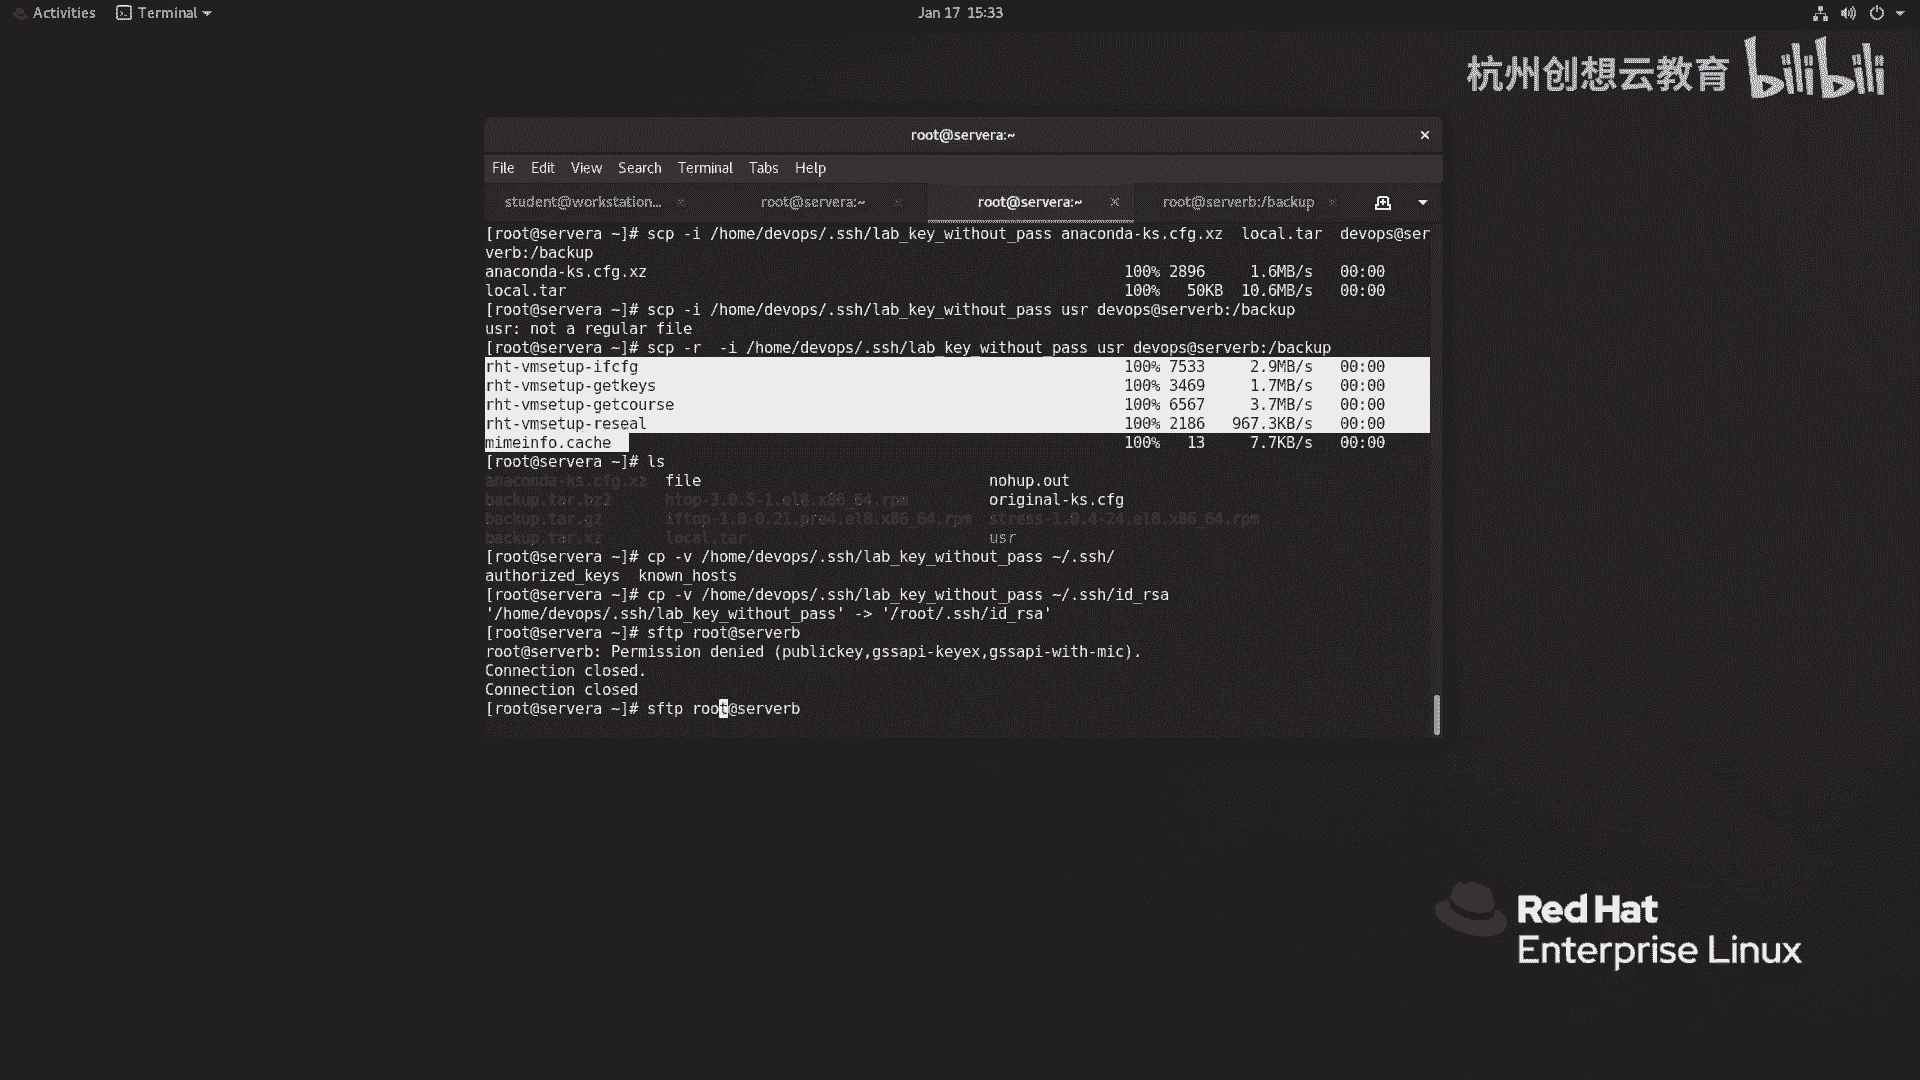 Activities Terminal Jan 17 15:33
杭州创想云教育 bilibili
root@servera:~
File Edit View Search Terminal Tabs Help
student@workstation... root@servera:~ root@servera:~ root@serverb:/backup
[root@servera ~]# scp -i /home/devops/.ssh/lab_key_without_pass anaconda-ks.cfg.xz  local.tar  devops@ser
verb:/backup
anaconda-ks.cfg.xz 100% 2896 1.6MB/s 00:00
local.tar 100% 50KB 10.6MB/s 00:00
[root@servera ~]# scp -i /home/devops/.ssh/lab_key_without_pass usr devops@serverb:/backup
usr: not a regular file
[root@servera ~]# scp -r  -i /home/devops/.ssh/lab_key_without_pass usr devops@serverb:/backup
rht-vmsetup-ifcfg 100% 7533 2.9MB/s 00:00
rht-vmsetup-getkeys 100% 3469 1.7MB/s 00:00
rht-vmsetup-getcourse 100% 6567 3.7MB/s 00:00
rht-vmsetup-reseal 100% 2186 967.3KB/s 00:00
mimeinfo.cache 100% 13 7.7KB/s 00:00
[root@servera ~]# ls
anaconda-ks.cfg.xz file nohup.out
backup.tar.bz2 htop-3.0.5-1.el8.x86_64.rpm original-ks.cfg
backup.tar.gz iftop-1.0-0.21.pre4.el8.x86_64.rpm stress-1.0.4-24.el8.x86_64.rpm
backup.tar.xz local.tar usr
[root@servera ~]# cp -v /home/devops/.ssh/lab_key_without_pass ~/.ssh/
authorized_keys  known_hosts
[root@servera ~]# cp -v /home/devops/.ssh/lab_key_without_pass ~/.ssh/id_rsa
'/home/devops/.ssh/lab_key_without_pass' -> '/root/.ssh/id_rsa'
[root@servera ~]# sftp root@serverb
root@serverb: Permission denied (publickey,gssapi-keyex,gssapi-with-mic).
Connection closed.
Connection closed
[root@servera ~]# sftp root@serverb
Red Hat
Enterprise Linux